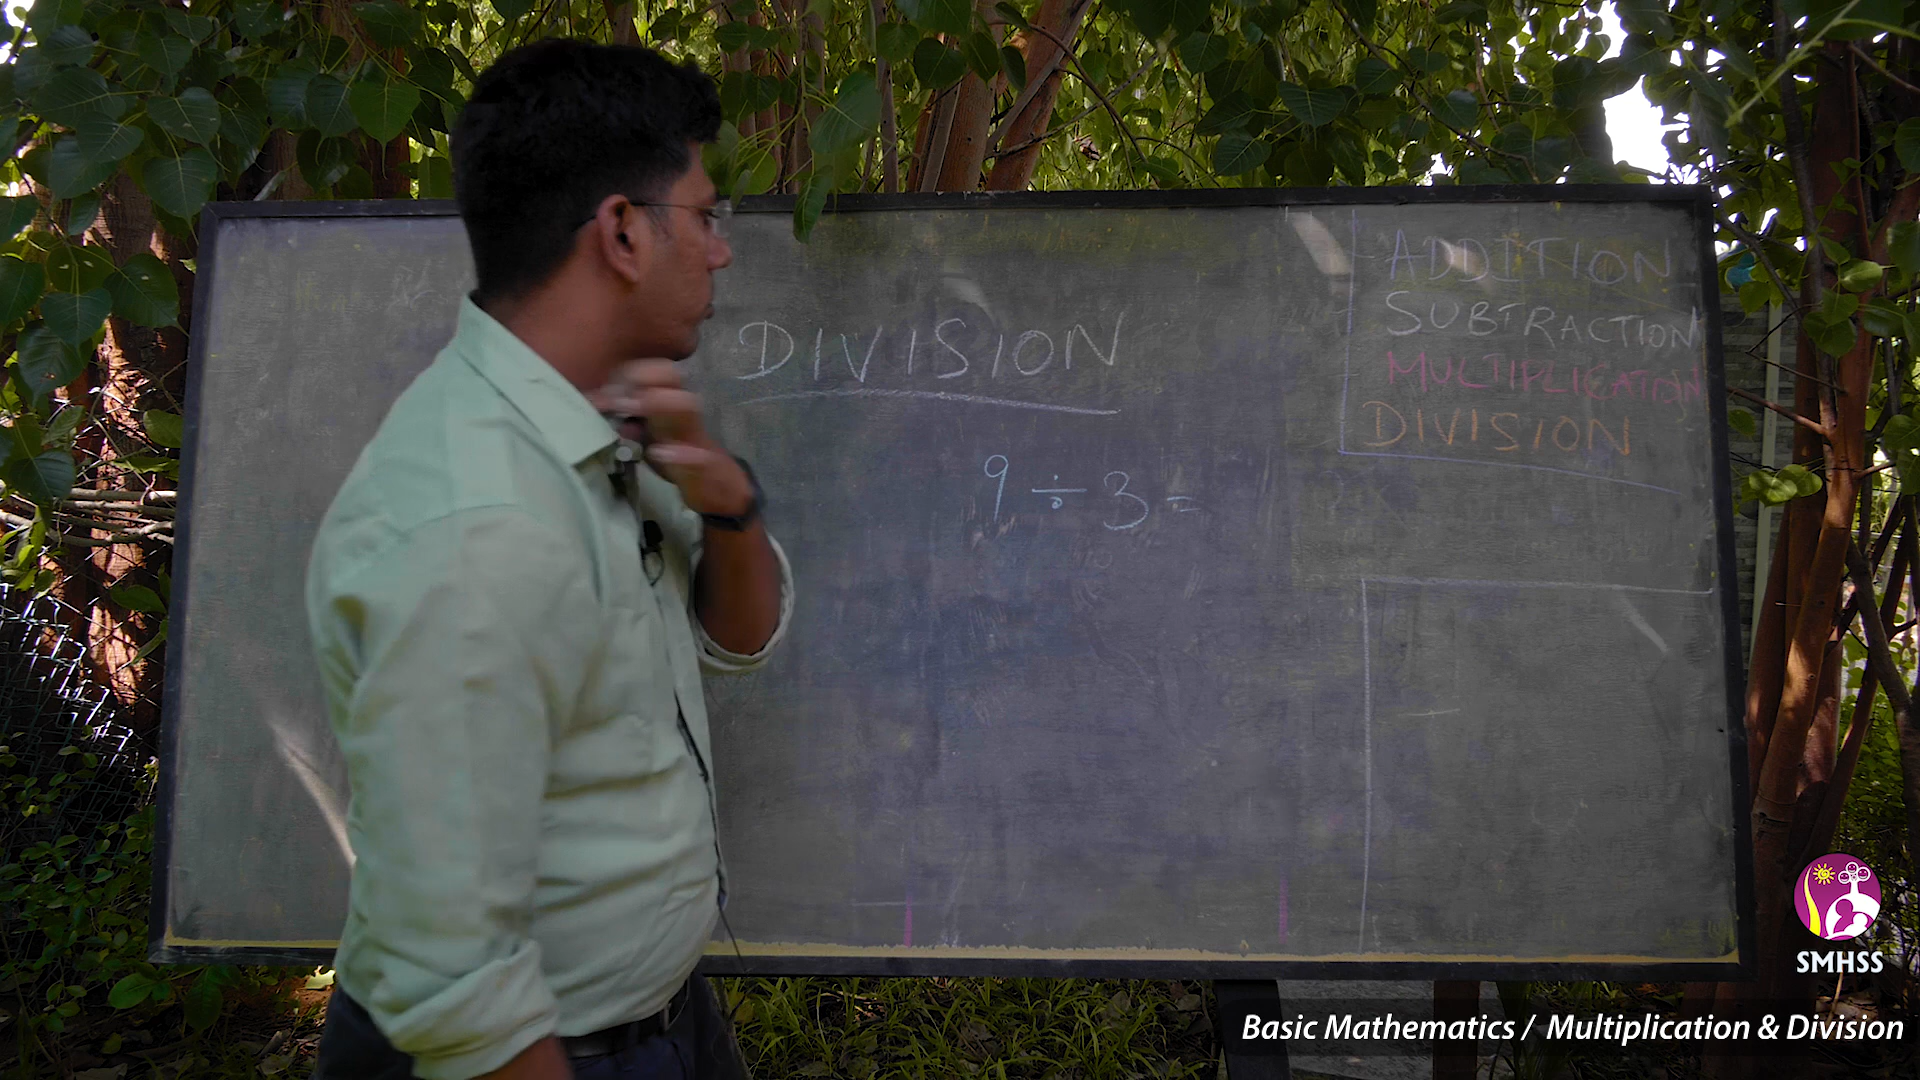 DIVISION
9 ÷ 3 =
ADDITION
SUBTRACTION
MULTIPLICATION
DIVISION
SMHSS
Basic Mathematics / Multiplication & Division